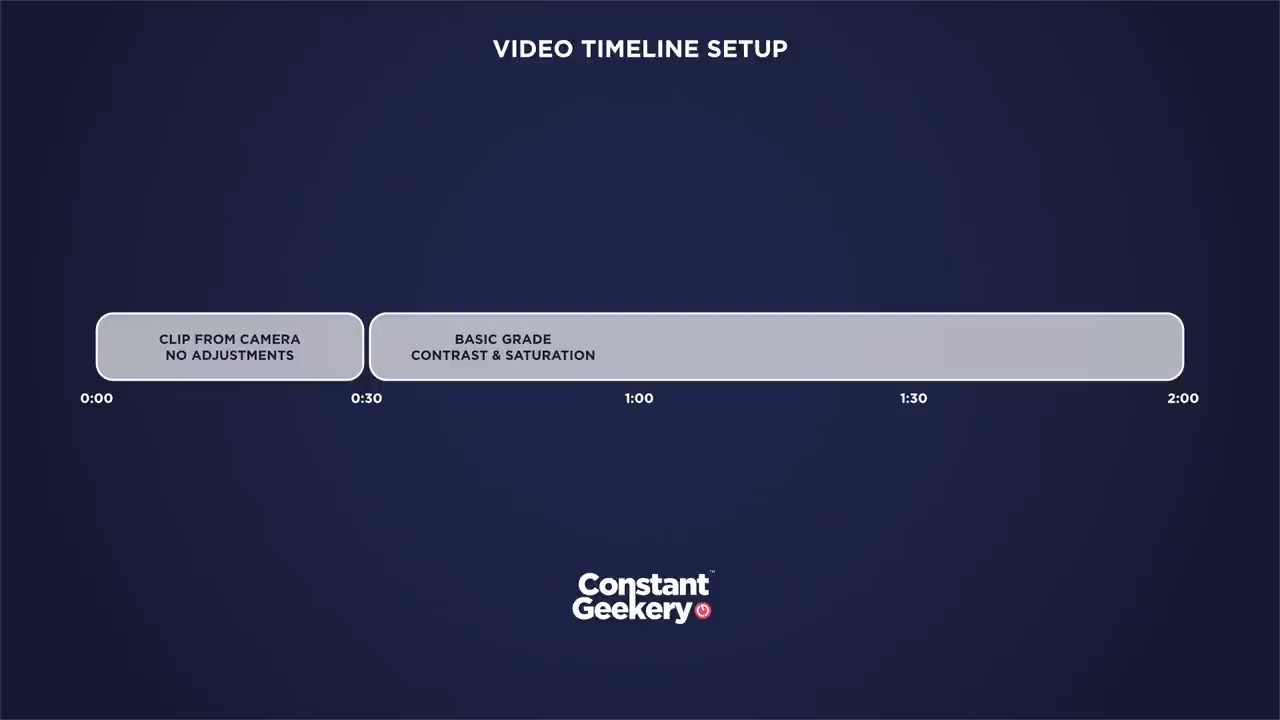 VIDEO TIMELINE SETUP
CLIP FROM CAMERA
NO ADJUSTMENTS
BASIC GRADE
CONTRAST & SATURATION
0:00
0:30
1:00
1:30
2:00
Constant™
Geekery